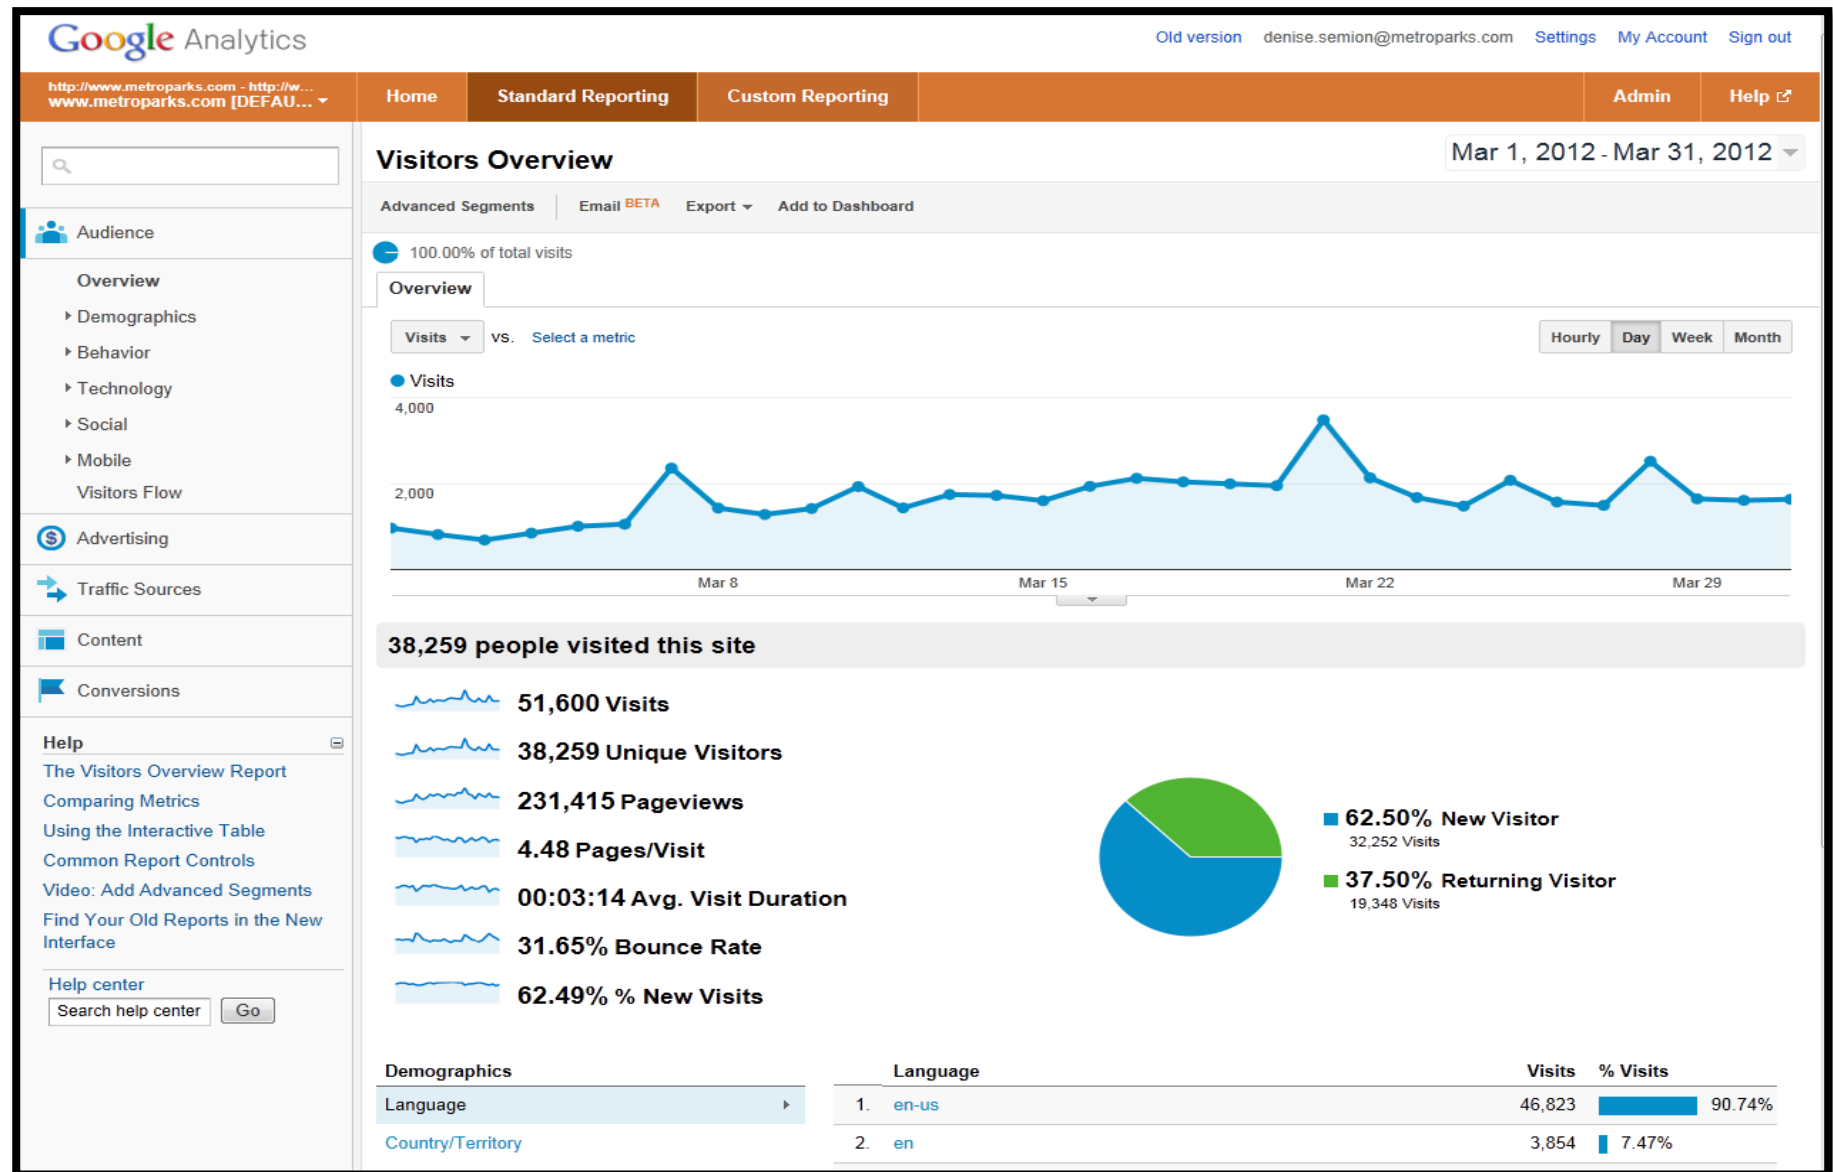 Google Analytics
Old version denise.semion@metroparks.com Settings My Account Sign out
http://www.metroparks.com - http://w...
www.metroparks.com [DEFAU...
Home Standard Reporting Custom Reporting Admin Help
Visitors Overview
Mar 1, 2012 - Mar 31, 2012
Advanced Segments Email BETA Export Add to Dashboard
100.00% of total visits
Overview
Visits vs. Select a metric
Hourly Day Week Month
Visits
4,000
2,000
Mar 8 Mar 15 Mar 22 Mar 29
Audience
Overview
Demographics
Behavior
Technology
Social
Mobile
Visitors Flow
Advertising
Traffic Sources
Content
Conversions
Help
The Visitors Overview Report
Comparing Metrics
Using the Interactive Table
Common Report Controls
Video: Add Advanced Segments
Find Your Old Reports in the New
Interface
Help center
Search help center Go
38,259 people visited this site
51,600 Visits
38,259 Unique Visitors
231,415 Pageviews
4.48 Pages/Visit
00:03:14 Avg. Visit Duration
31.65% Bounce Rate
62.49% % New Visits
62.50% New Visitor
32,252 Visits
37.50% Returning Visitor
19,348 Visits
Demographics
Language
Country/Territory
Language Visits % Visits
1. en-us 46,823 90.74%
2. en 3,854 7.47%